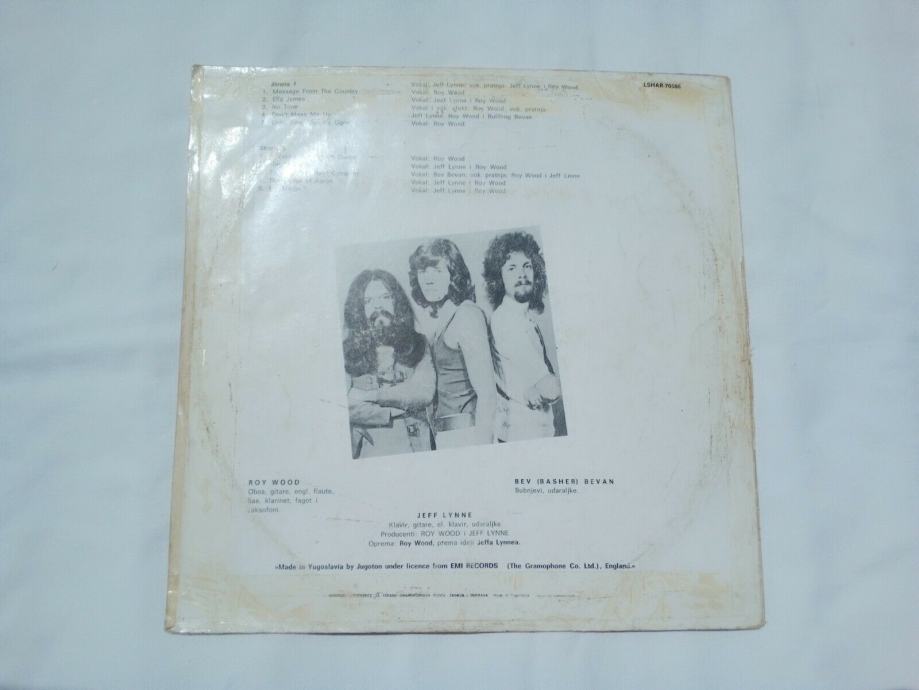 Strana 1
LSHAR 70586
1. Message From The Country Vokal: Jeff Lynne, vok. pratnja: Jeff Lynne i Roy Wood
2. Ella James Vokal: Roy Wood
3. No Time Vokal: Jeff Lynne i Roy Wood
4. Don't Mess Me Up Vokal i vok. efekti: Roy Wood, vok. pratnja:
Jeff Lynne, Roy Wood i Bullfrog Bevan
Vokal: Roy Wood
Vokal: Roy Wood
Vokal: Jeff Lynne i Roy Wood
Vokal: Bev Bevan, vok. pratnja: Roy Wood i Jeff Lynne
Vokal: Jeff Lynne i Roy Wood
Vokal: Jeff Lynne i Roy Wood
ROY WOOD
Oboa, gitare, engl. flaute,
bas, klarinet, fagot i
saksofoni.
BEV (BASHER) BEVAN
Bubnjevi, udaraljke.
JEFF LYNNE
Klavir, gitare, el. klavir, udaraljke
Producenti: ROY WOOD i JEFF LYNNE
Oprema: Roy Wood, prema ideji Jeffa Lynnea.
»Made in Yugoslavia by Jugoton under licence from EMI RECORDS (The Gramophone Co. Ltd.), England.«